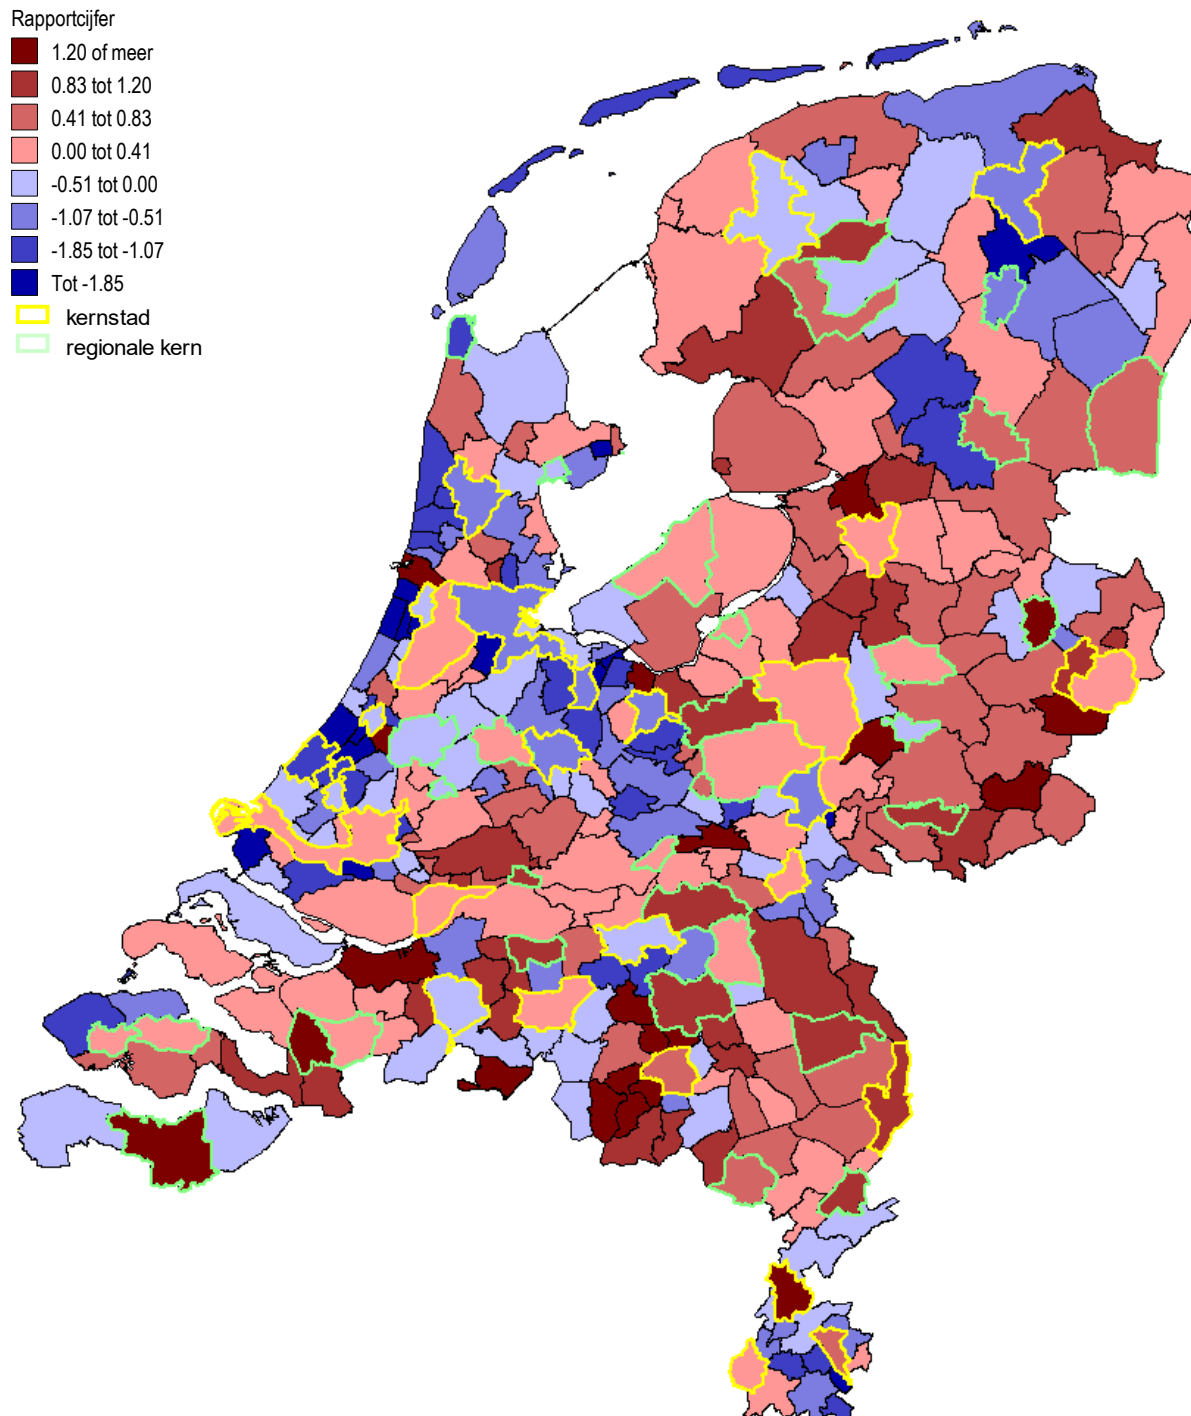 Rapportcijfer
1.20 of meer
0.83 tot 1.20
0.41 tot 0.83
0.00 tot 0.41
-0.51 tot 0.00
-1.07 tot -0.51
-1.85 tot -1.07
Tot -1.85
kernstad
regionale kern